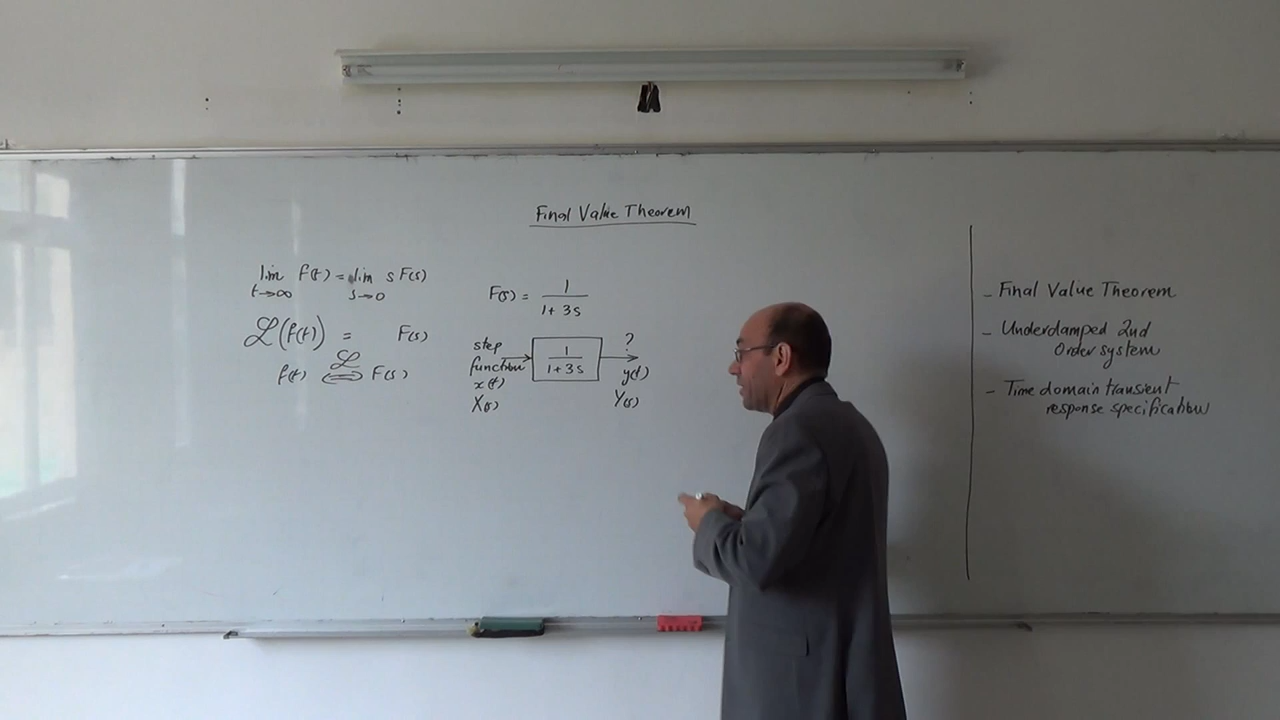 Final Value Theorem
lim f(t) = lim s F(s)
t→∞ s→0
ℒ(f(t)) = F(s)
ℒ
f(t) ⇔ F(s)
F(s) = 1
1 + 3s
step
function
x(t)
X(s)
1
1+3s
?
y(t)
Y(s)
- Final Value Theorem
- Underdamped 2nd
Order system
- Time domain transient
response specification